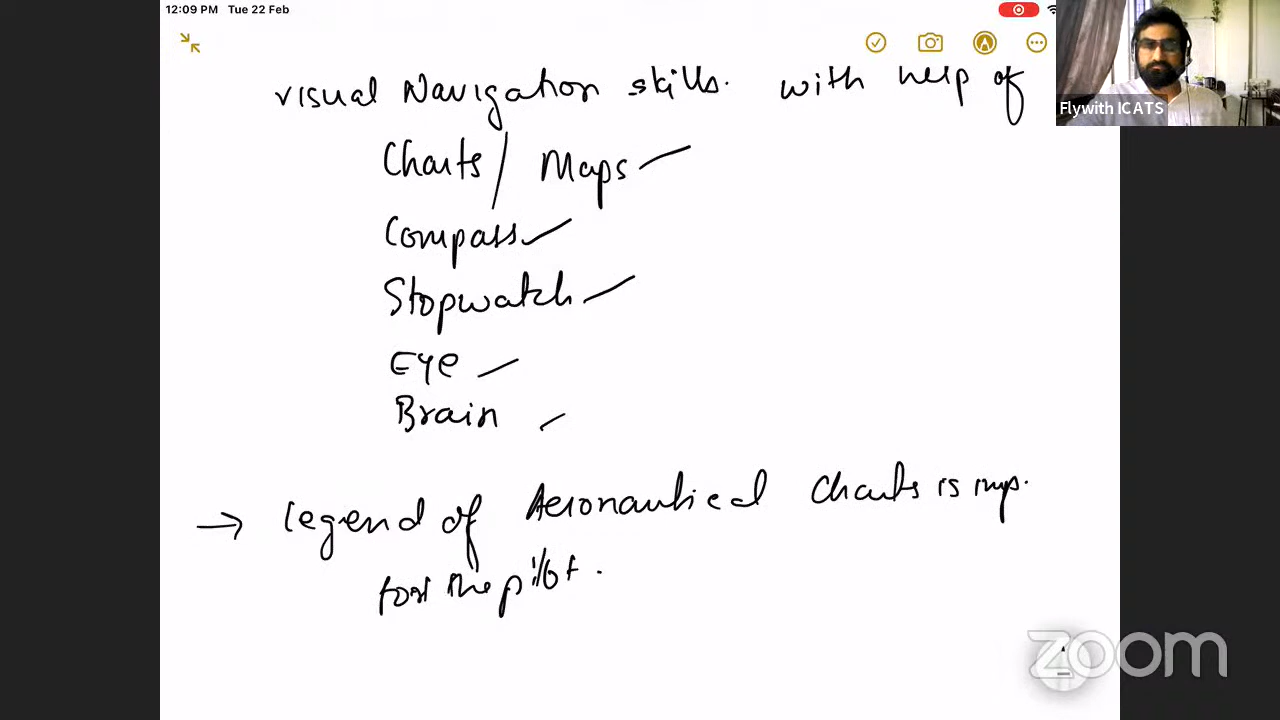 12:09 PM Tue 22 Feb
visual Navigation skills. with help of
Flywith ICATS
Charts / Maps
Compass
Stopwatch
Eye
Brain
→ legend of Aeronautical Charts is imp.
for the pilot.
zoom